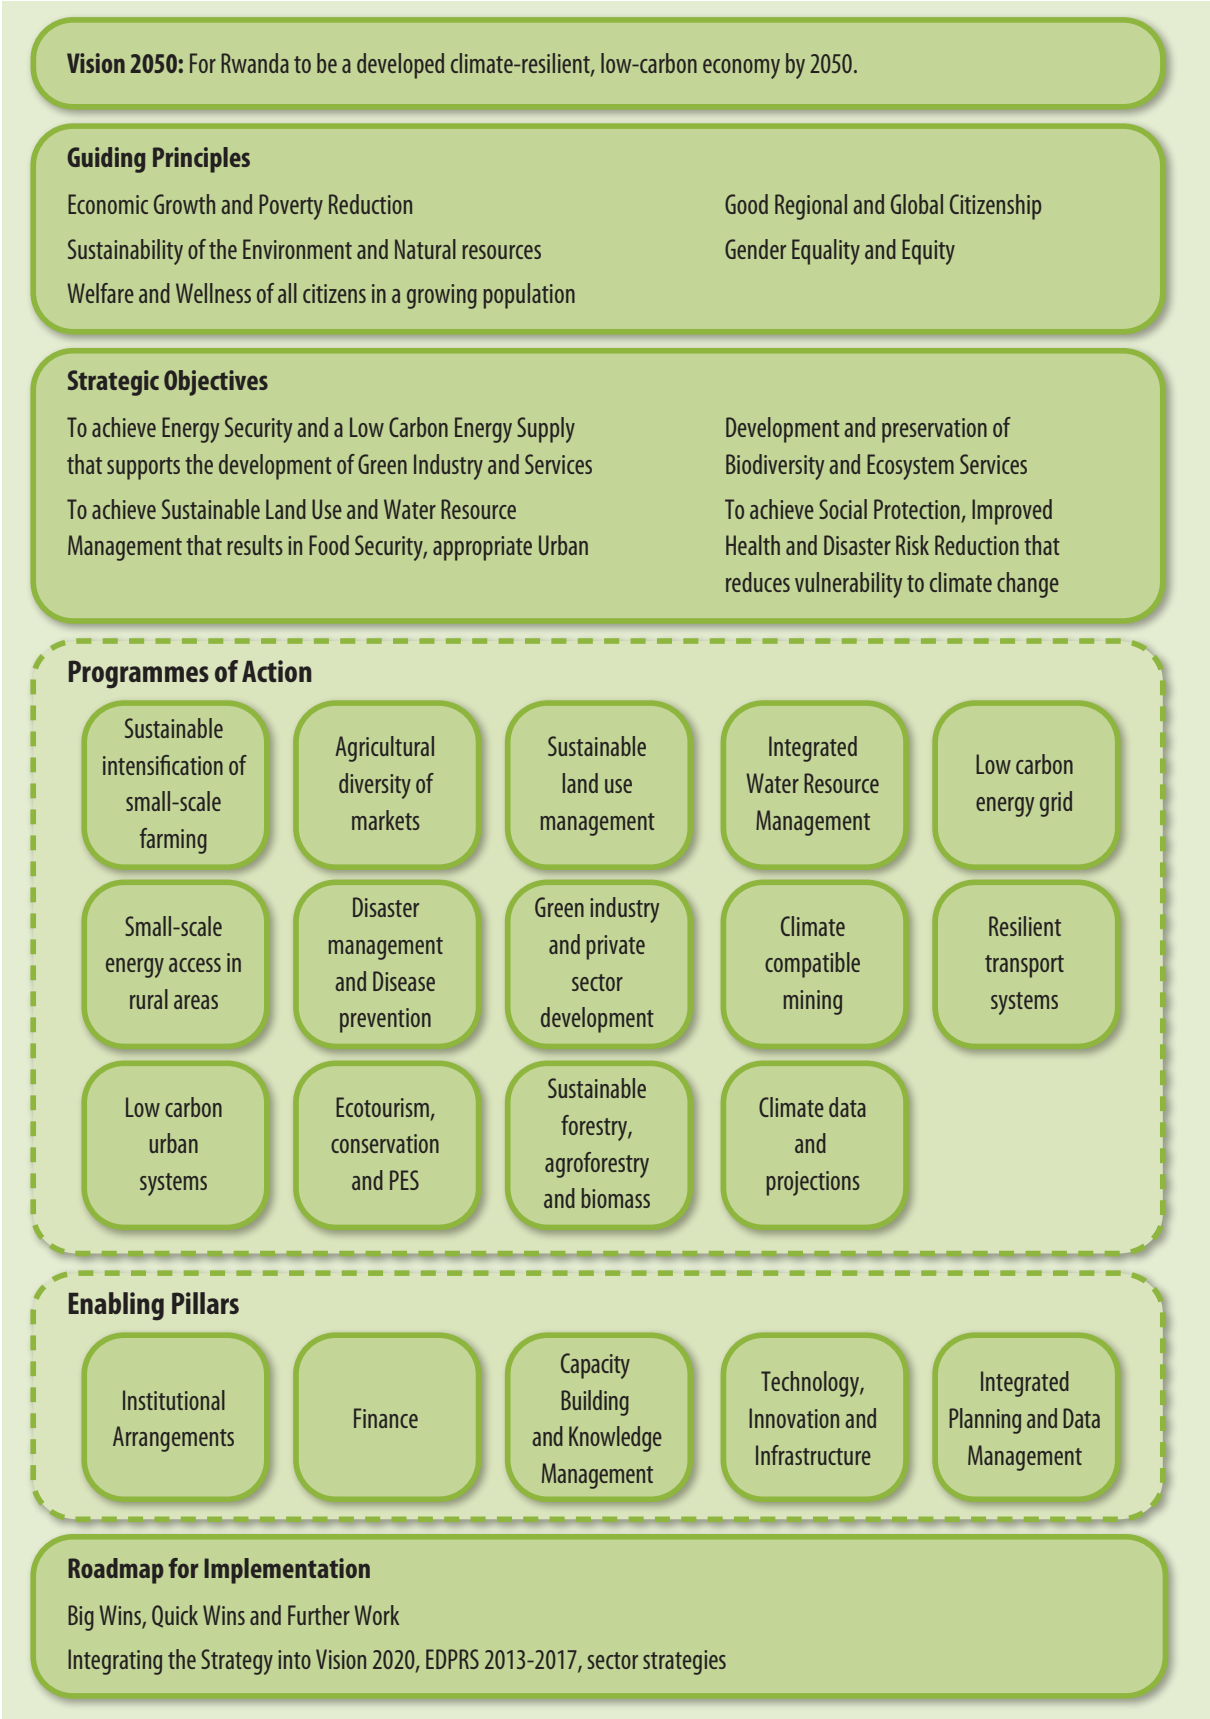 Vision 2050: For Rwanda to be a developed climate-resilient, low-carbon economy by 2050.
Guiding Principles
Economic Growth and Poverty Reduction
Sustainability of the Environment and Natural resources
Welfare and Wellness of all citizens in a growing population
Good Regional and Global Citizenship
Gender Equality and Equity
Strategic Objectives
To achieve Energy Security and a Low Carbon Energy Supply
that supports the development of Green Industry and Services
To achieve Sustainable Land Use and Water Resource
Management that results in Food Security, appropriate Urban
Development and preservation of
Biodiversity and Ecosystem Services
To achieve Social Protection, Improved
Health and Disaster Risk Reduction that
reduces vulnerability to climate change
Programmes of Action
Sustainable
intensification of
small-scale
farming
Agricultural
diversity of
markets
Sustainable
land use
management
Integrated
Water Resource
Management
Low carbon
energy grid
Small-scale
energy access in
rural areas
Disaster
management
and Disease
prevention
Green industry
and private
sector
development
Climate
compatible
mining
Resilient
transport
systems
Low carbon
urban
systems
Ecotourism,
conservation
and PES
Sustainable
forestry,
agroforestry
and biomass
Climate data
and
projections
Enabling Pillars
Institutional
Arrangements
Finance
Capacity
Building
and Knowledge
Management
Technology,
Innovation and
Infrastructure
Integrated
Planning and Data
Management
Roadmap for Implementation
Big Wins, Quick Wins and Further Work
Integrating the Strategy into Vision 2020, EDPRS 2013-2017, sector strategies